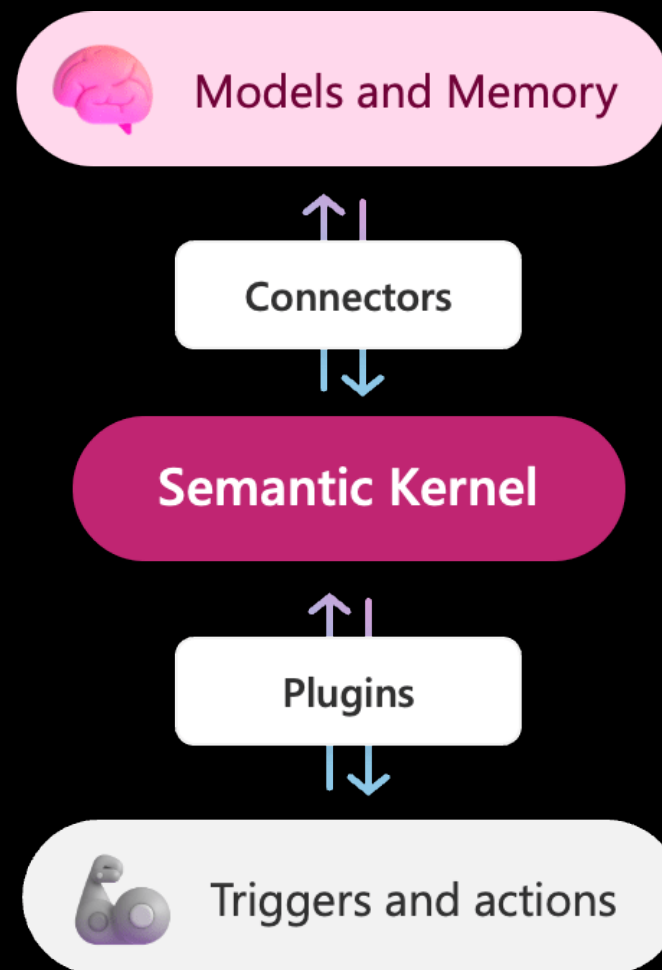 Models and Memory
Connectors
Semantic Kernel
Plugins
Triggers and actions